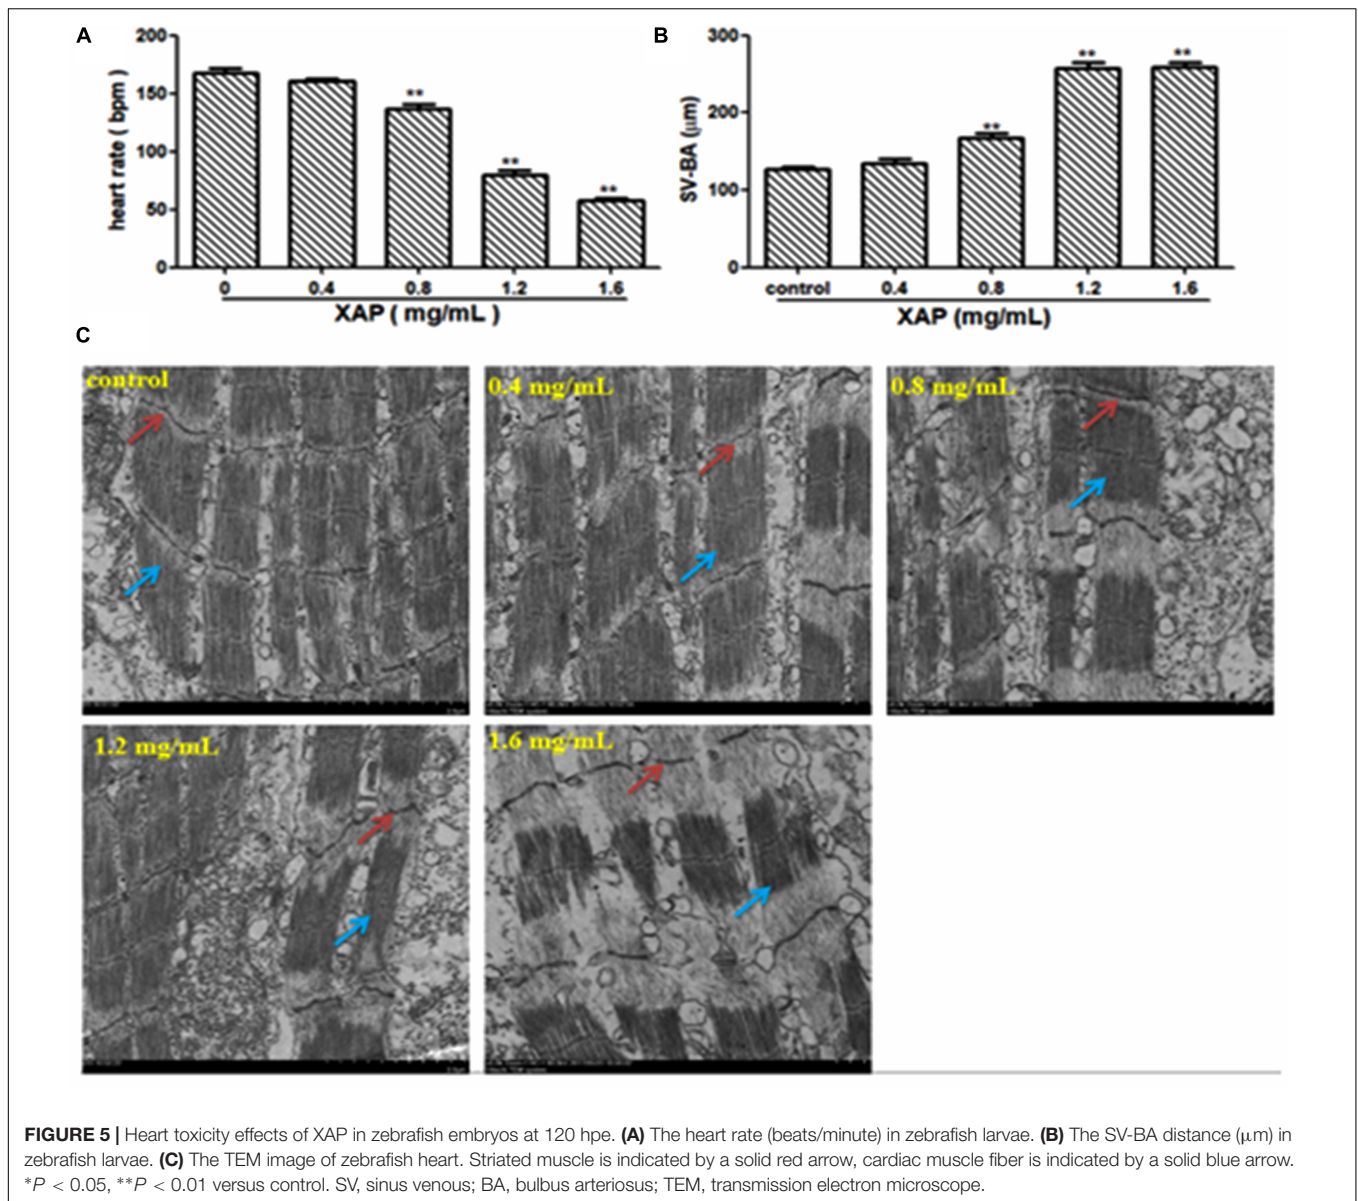 A
200
150
100
50
0
heart rate ( bpm )
**
**
**
0 0.4 0.8 1.2 1.6
XAP ( mg/mL )
B
300
200
100
0
SV-BA (μm)
**
**
**
control 0.4 0.8 1.2 1.6
XAP (mg/mL)
C
control
0.4 mg/mL
0.8 mg/mL
1.2 mg/mL
1.6 mg/mL
FIGURE 5 | Heart toxicity effects of XAP in zebrafish embryos at 120 hpe. (A) The heart rate (beats/minute) in zebrafish larvae. (B) The SV-BA distance (μm) in
zebrafish larvae. (C) The TEM image of zebrafish heart. Striated muscle is indicated by a solid red arrow, cardiac muscle fiber is indicated by a solid blue arrow.
*P < 0.05, **P < 0.01 versus control. SV, sinus venous; BA, bulbus arteriosus; TEM, transmission electron microscope.